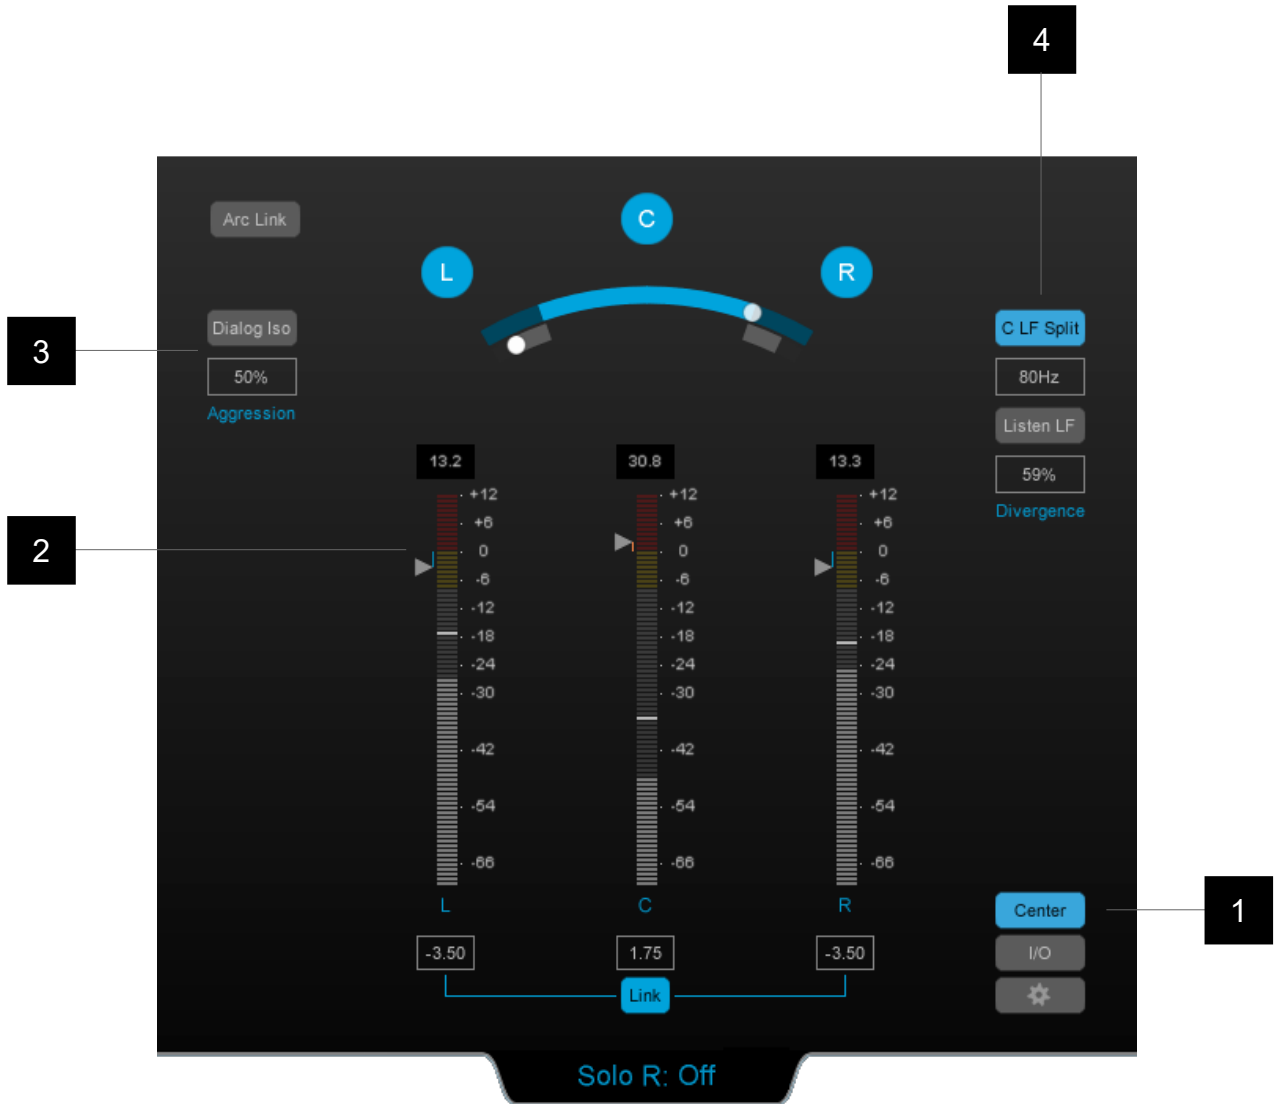 4
Arc Link
C
L
R
Dialog Iso
C LF Split
3
50%
80Hz
Aggression
Listen LF
59%
Divergence
13.2
30.8
13.3
+12
+6
0
-6
-12
-18
-24
-30
-42
-54
-66
+12
+6
0
-6
-12
-18
-24
-30
-42
-54
-66
+12
+6
0
-6
-12
-18
-24
-30
-42
-54
-66
2
L
C
R
Center
1
-3.50
1.75
-3.50
I/O
Link
Solo R: Off